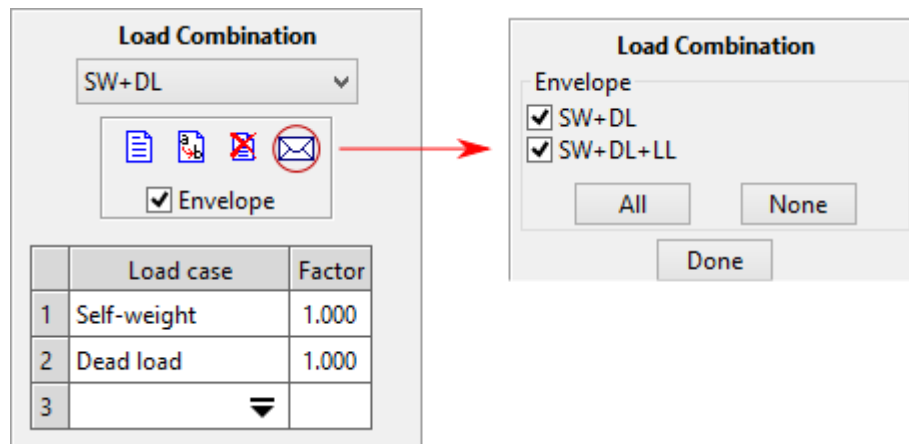 Load Combination
SW+DL
a b
Envelope
Load case Factor
1 Self-weight 1.000
2 Dead load 1.000
3
Load Combination
Envelope
SW+DL
SW+DL+LL
All None
Done